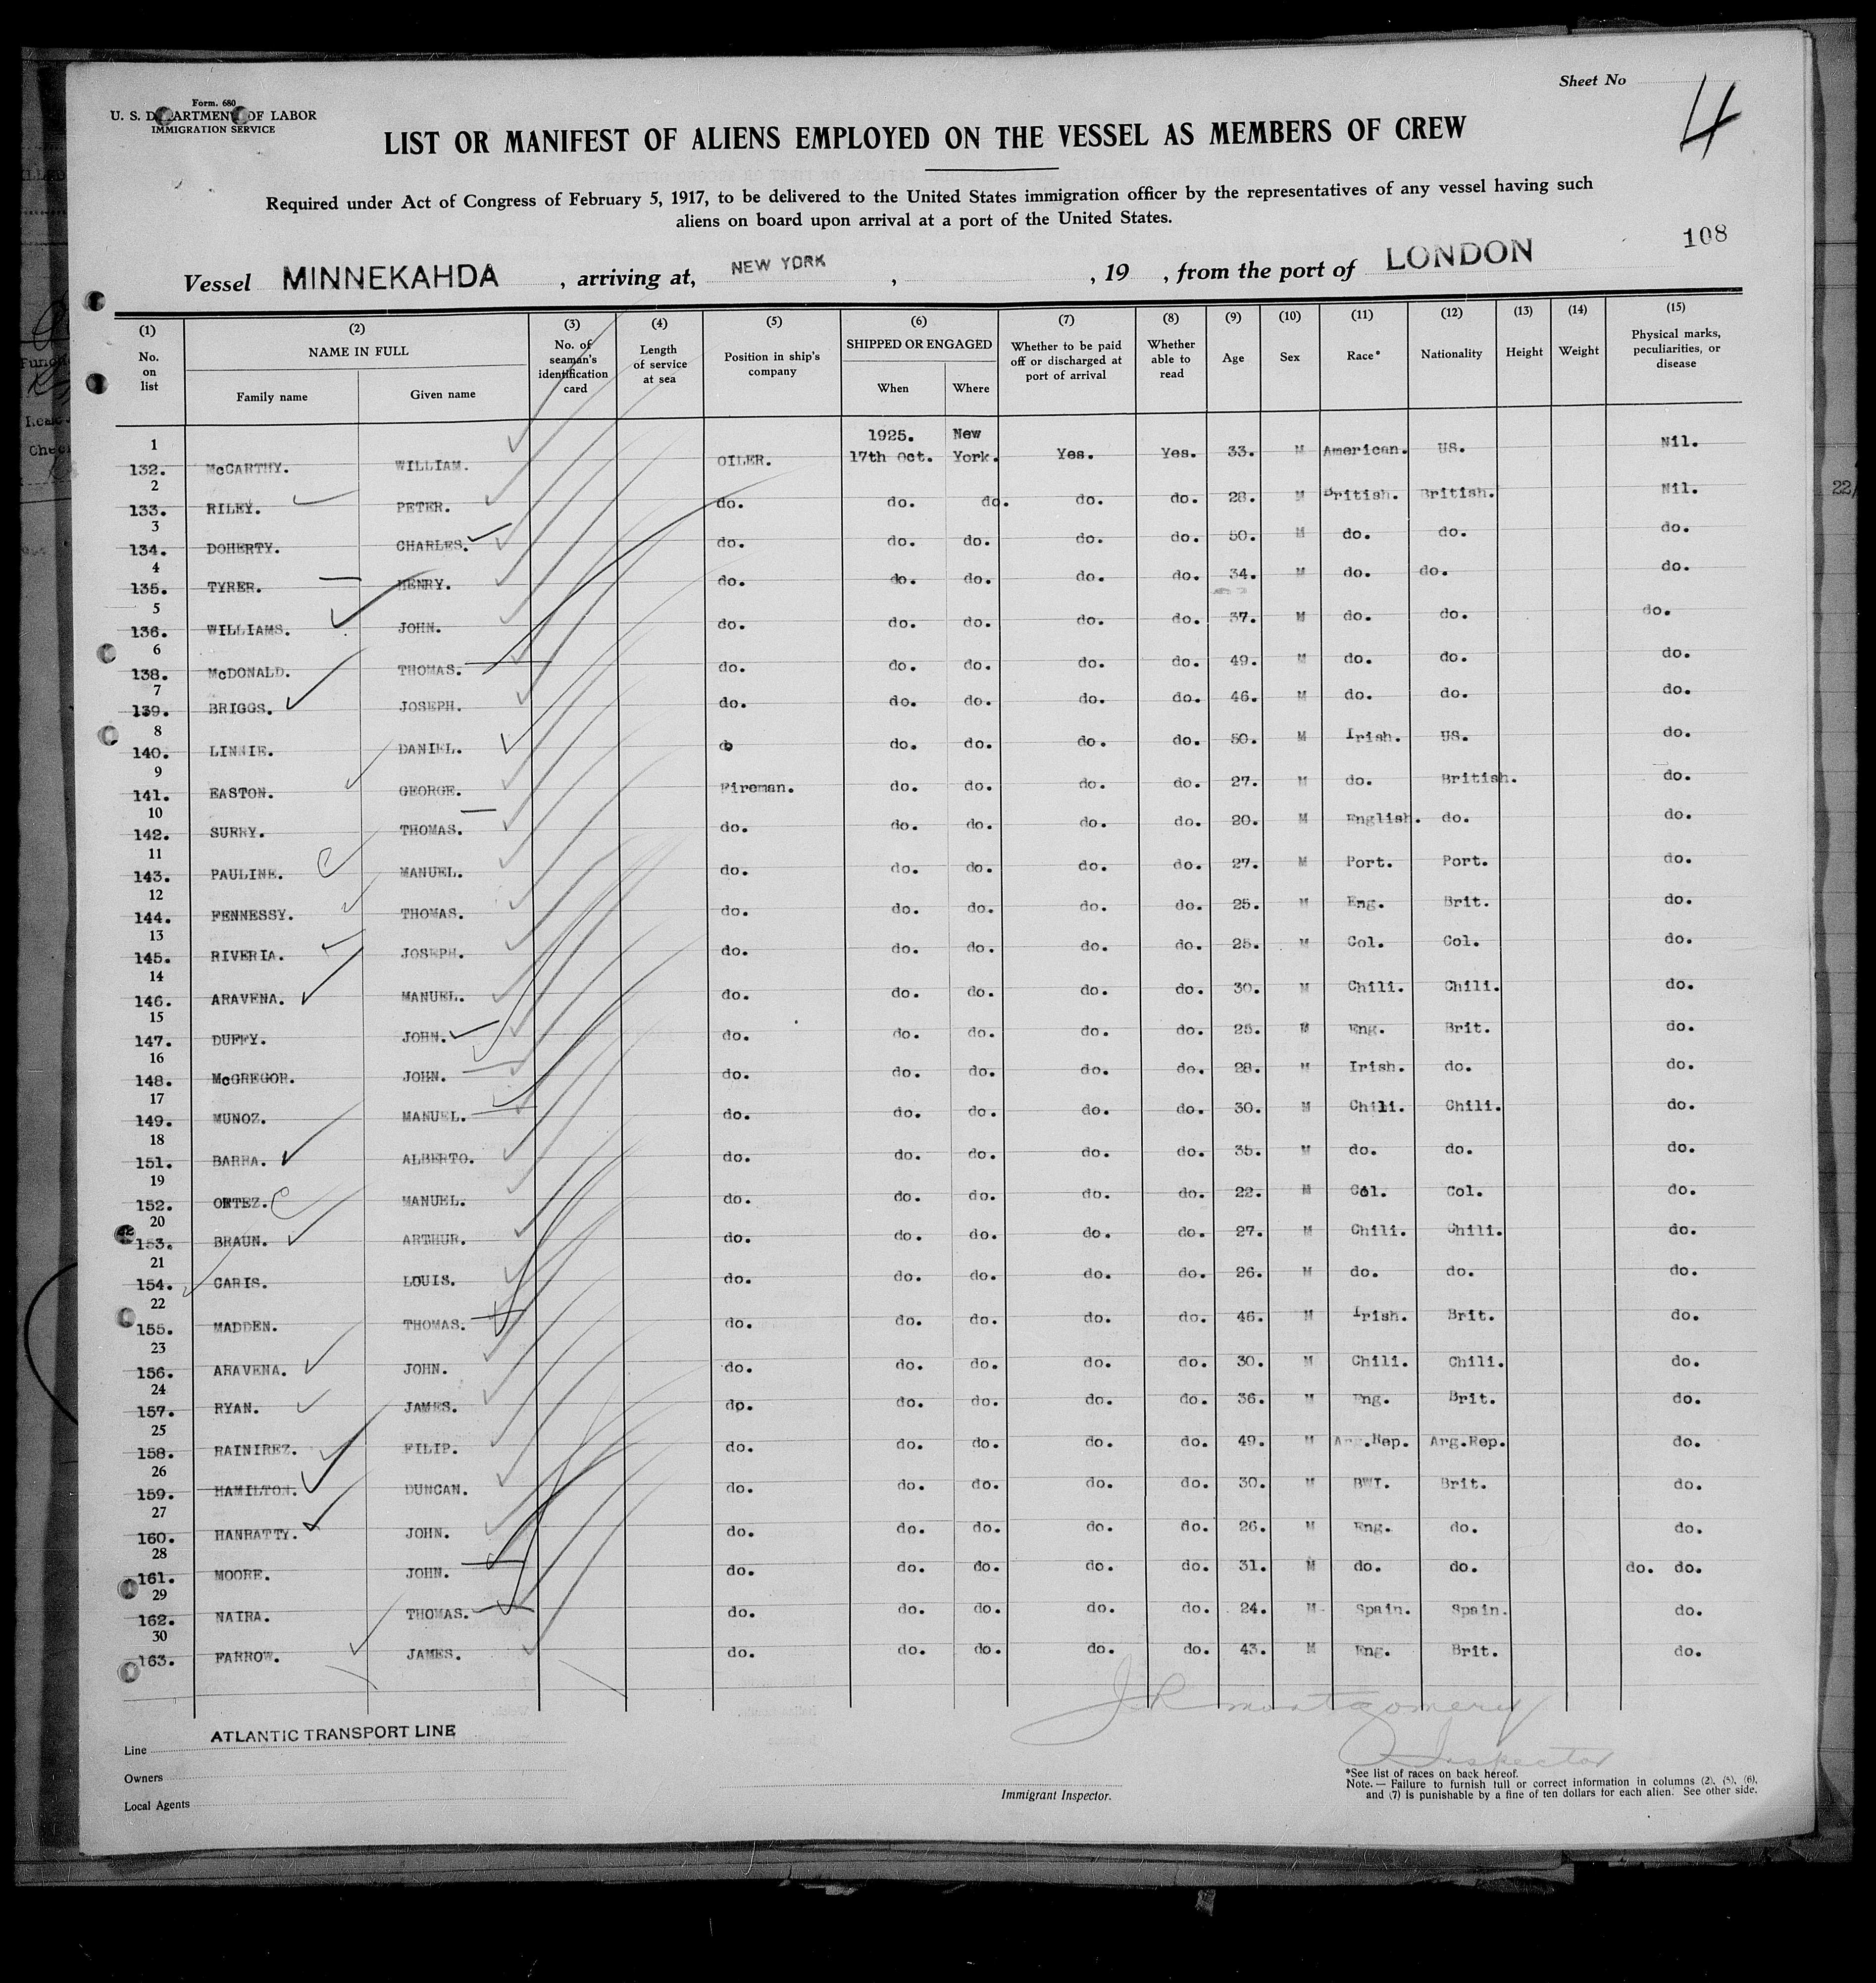 Sheet No 4
Form. 680
U. S. DEPARTMENT OF LABOR
IMMIGRATION SERVICE
LIST OR MANIFEST OF ALIENS EMPLOYED ON THE VESSEL AS MEMBERS OF CREW
Required under Act of Congress of February 5, 1917, to be delivered to the United States immigration officer by the representatives of any vessel having such
aliens on board upon arrival at a port of the United States.
108
Vessel MINNEKAHDA , arriving at, NEW YORK , , 19 , from the port of LONDON
(1) (2) (3) (4) (5) (6) (7) (8) (9) (10) (11) (12) (13) (14) (15)
No. on list NAME IN FULL Family name Given name No. of seaman's identification card Length of service at sea Position in ship's company SHIPPED OR ENGAGED When Where Whether to be paid off or discharged at port of arrival Whether able to read Age Sex Race* Nationality Height Weight Physical marks, peculiarities, or disease
1 1925. New
132. McCARTHY. WILLIAM. OILER. 17th Oct. York. Yes. Yes. 33. M American. US. Nil.
2
133. RILEY. PETER. do. do. do. do. do. 28. M British. British. Nil.
3
134. DOHERTY. CHARLES. do. do. do. do. do. 50. M do. do. do.
4
135. TYRER. HENRY. do. do. do. do. do. 34. M do. do. do.
5
136. WILLIAMS. JOHN. do. do. do. do. do. 37. M do. do. do.
6
138. McDONALD. THOMAS. do. do. do. do. do. 49. M do. do. do.
7
139. BRIGGS. JOSEPH. do. do. do. do. do. 46. M do. do. do.
8
140. LINNIE. DANIEL. do do. do. do. do. 50. M Irish. US. do.
9
141. EASTON. GEORGE. Fireman. do. do. do. do. 27. M do. British. do.
10
142. SURRY. THOMAS. do. do. do. do. do. 20. M English. do. do.
11
143. PAULINE. MANUEL. do. do. do. do. do. 27. M Port. Port. do.
12
144. FENNESSY. THOMAS. do. do. do. do. do. 25. M Eng. Brit. do.
13
145. RIVERIA. JOSEPH. do. do. do. do. do. 25. M Col. Col. do.
14
146. ARAVENA. MANUEL. do. do. do. do. do. 30. M Chili. Chili. do.
15
147. DUFFY. JOHN. do. do. do. do. do. 25. M Eng. Brit. do.
16
148. McGREGOR. JOHN. do. do. do. do. do. 28. M Irish. do. do.
17
149. MUNOZ. MANUEL. do. do. do. do. do. 30. M Chili. Chili. do.
18
151. BARRA. ALBERTO. do. do. do. do. do. 35. M do. do. do.
19
152. ORTEZ. MANUEL. do. do. do. do. do. 22. M Col. Col. do.
20
153. BRAUN. ARTHUR. do. do. do. do. do. 27. M Chili. Chili. do.
21
154. CARIS. LOUIS. do. do. do. do. do. 26. M do. do. do.
22
155. MADDEN. THOMAS. do. do. do. do. do. 46. M Irish. Brit. do.
23
156. ARAVENA. JOHN. do. do. do. do. do. 30. M Chili. Chili. do.
24
157. RYAN. JAMES. do. do. do. do. do. 36. M Eng. Brit. do.
25
158. RAINIREZ. FILIP. do. do. do. do. do. 49. M Arg.Rep. Arg.Rep. do.
26
159. HAMILTON. DUNCAN. do. do. do. do. do. 30. M BWI. Brit. do.
27
160. HANRATTY. JOHN. do. do. do. do. do. 26. M Eng. do. do.
28
161. MOORE. JOHN. do. do. do. do. do. 31. M do. do. do. do.
29
162. NAIRA. THOMAS. do. do. do. do. do. 24. M Spain. Spain. do.
30
163. FARROW. JAMES. do. do. do. do. do. 43. M Eng. Brit. do.
J R Montgomery
Inspector
Line ATLANTIC TRANSPORT LINE
Owners
Local Agents
Immigrant Inspector.
*See list of races on back hereof.
Note.— Failure to furnish full or correct information in columns (2), (5), (6),
and (7) is punishable by a fine of ten dollars for each alien. See other side.